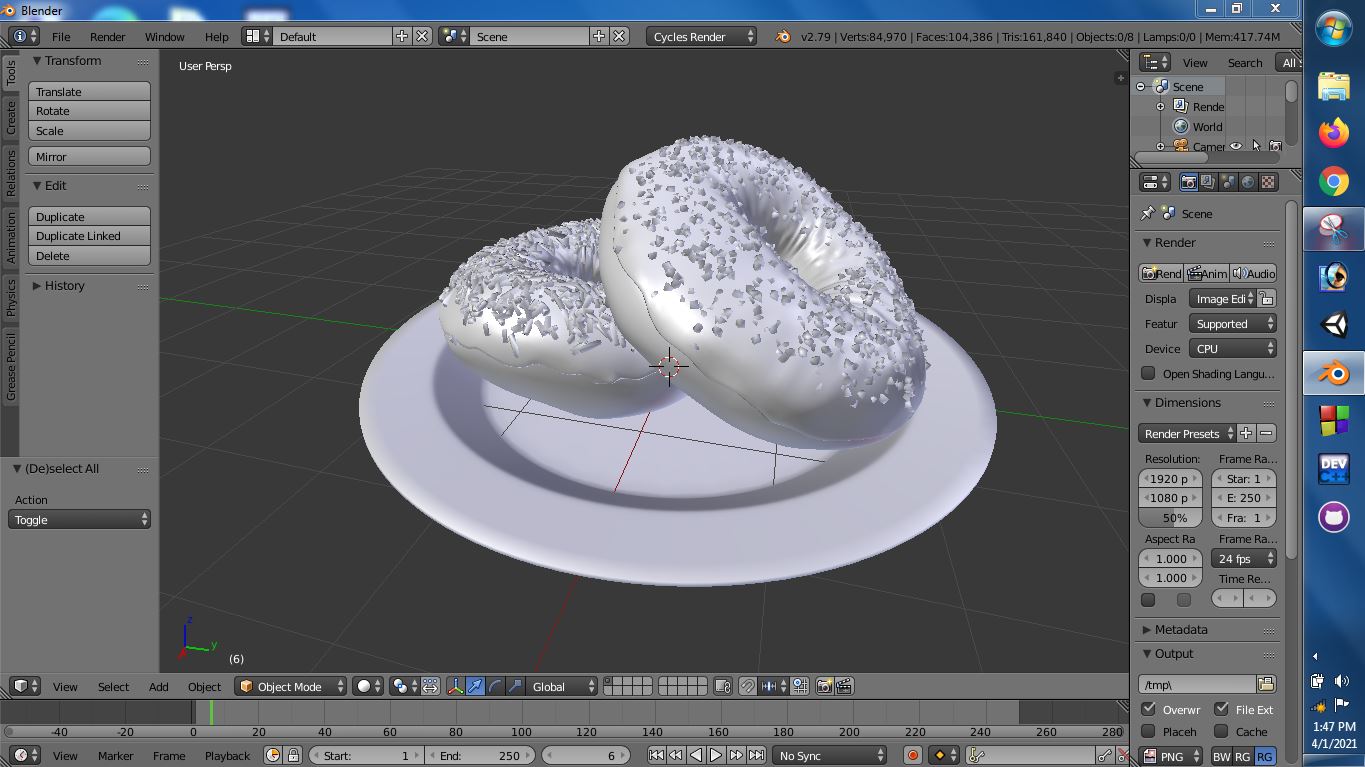 Blender
File Render Window Help Default Scene Cycles Render v2.79 | Verts:84,970 | Faces:104,386 | Tris:161,840 | Objects:0/8 | Lamps:0/0 | Mem:417.74M
Tools
Create
Relations
Animation
Physics
Grease Pencil
Transform
Translate
Rotate
Scale
Mirror
Edit
Duplicate
Duplicate Linked
Delete
History
(De)select All
Action
Toggle
User Persp
z
y
(6)
View Search All S
Scene
Rende
World
Camer
Scene
Render
Rend Anim Audio
Displa Image Edi
Featur Supported
Device CPU
Open Shading Langu...
Dimensions
Render Presets
Resolution: Frame Ra...
1920 p Star: 1
1080 p E: 250
50% Fra: 1
Aspect Ra Frame Ra...
1.000 24 fps
1.000 Time Re...
Metadata
Output
/tmp\
Overwr File Ext
Placeh Cache
PNG BW RG RG
View Select Add Object Object Mode Global
-40 -20 0 20 40 60 80 100 120 140 160 180 200 220 240 260 280
View Marker Frame Playback Start: 1 End: 250 6 No Sync
DEV
C++
1:47 PM
4/1/2021